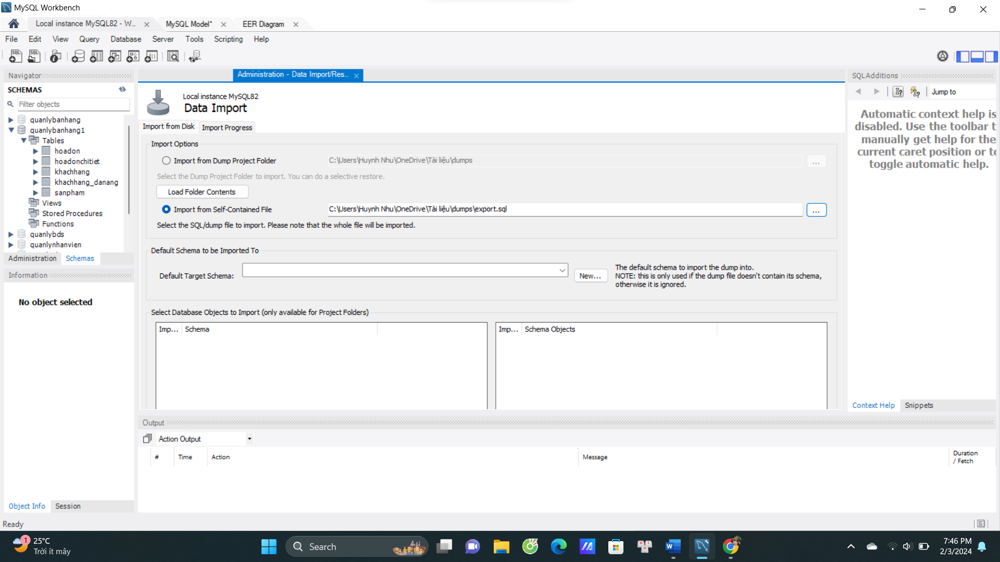 MySQL Workbench
Local instance MySQL82 - W...
MySQL Model*
EER Diagram
File Edit View Query Database Server Tools Scripting Help
Navigator
SCHEMAS
Filter objects
quanlybanhang
quanlybanhang1
Tables
hoadon
hoadonchitiet
khachhang
khachhang_danang
sanpham
Views
Stored Procedures
Functions
quanlybds
quanlynhanvien
Administration Schemas
Information
No object selected
Object Info Session
Administration - Data Import/Res...
Local instance MySQL82
Data Import
Import from Disk Import Progress
Import Options
Import from Dump Project Folder
C:\Users\Huynh Nhu\OneDrive\Tài liệu\dumps
...
Select the Dump Project Folder to import. You can do a selective restore.
Load Folder Contents
Import from Self-Contained File
C:\Users\Huynh Nhu\OneDrive\Tài liệu\dumps\export.sql
...
Select the SQL/dump file to import. Please note that the whole file will be imported.
Default Schema to be Imported To
Default Target Schema:
New...
The default schema to import the dump into.
NOTE: this is only used if the dump file doesn't contain its schema,
otherwise it is ignored.
Select Database Objects to Import (only available for Project Folders)
Imp... Schema
Imp... Schema Objects
SQLAdditions
Jump to
Automatic context help is
disabled. Use the toolbar t
manually get help for the
current caret position or to
toggle automatic help.
Context Help Snippets
Output
Action Output
# Time Action Message Duration
/ Fetch
Ready
1
25°C
Trời ít mây
Search
7:46 PM
2/3/2024